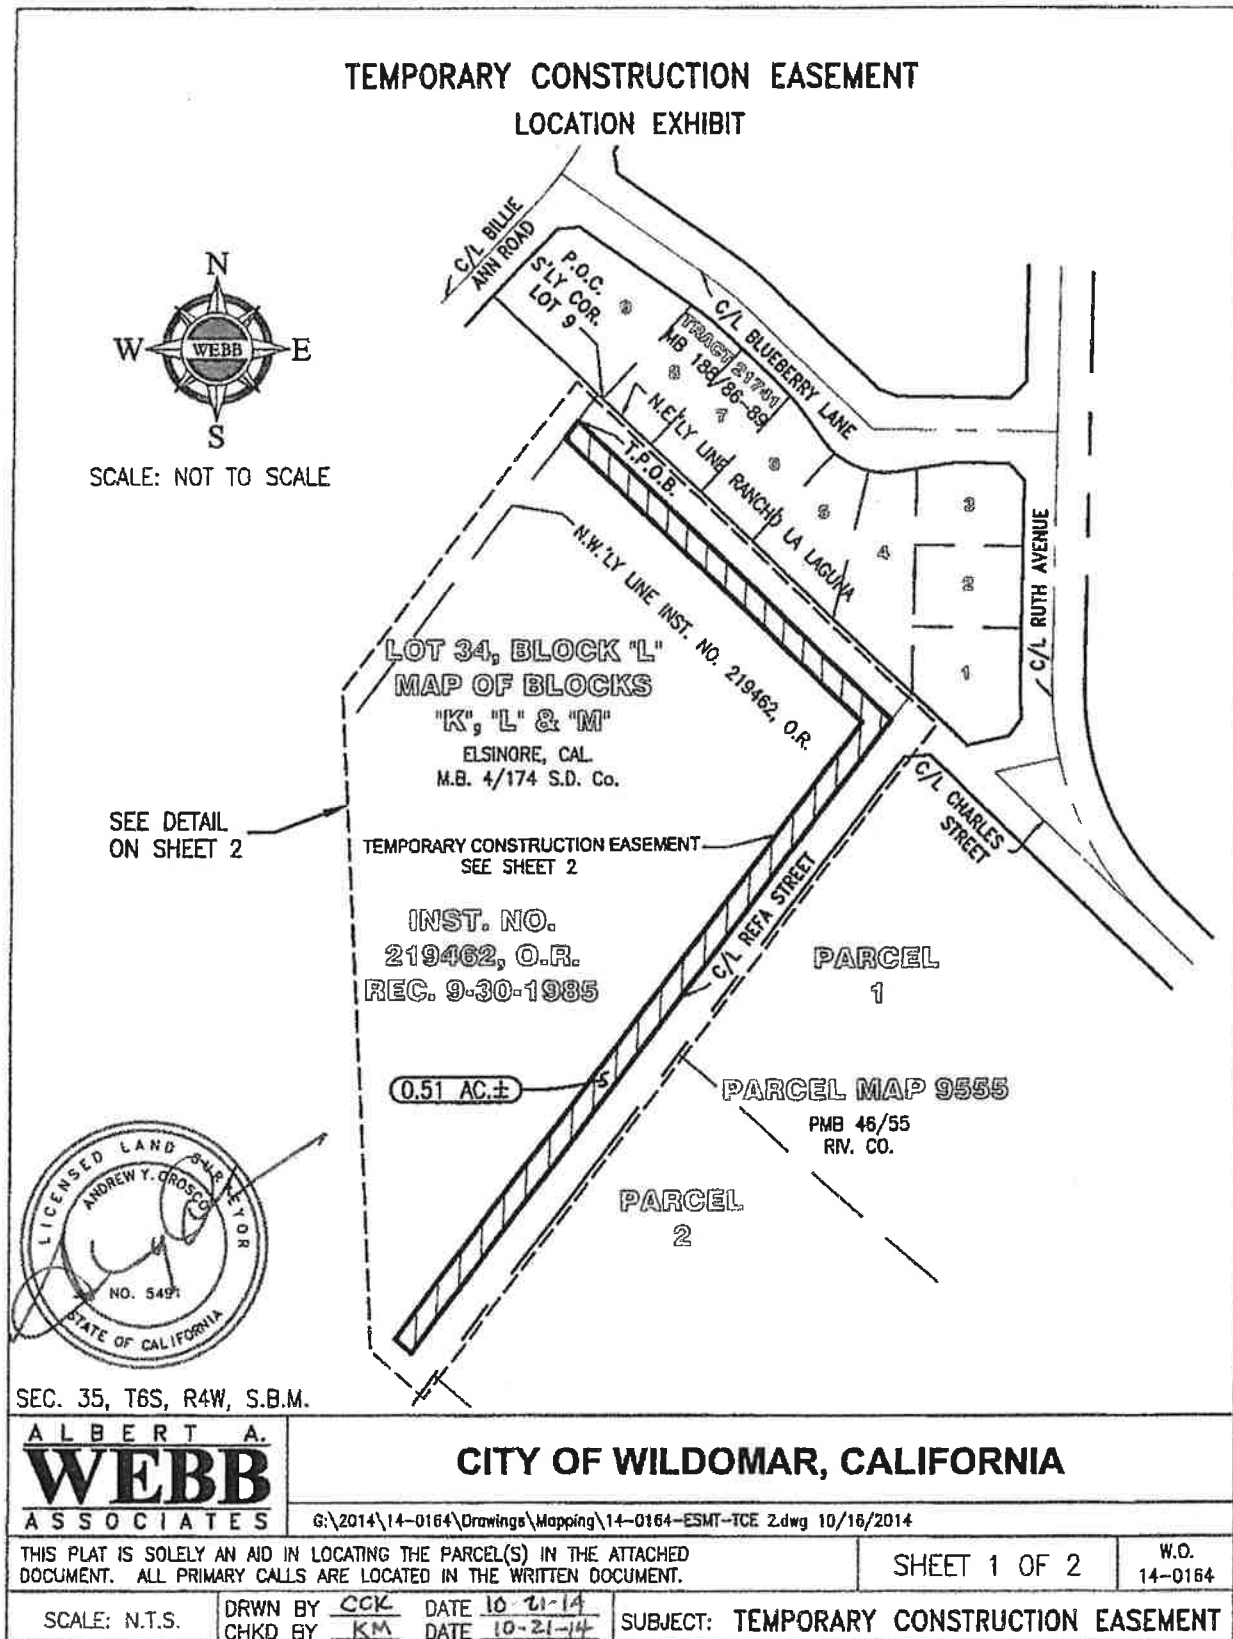 TEMPORARY CONSTRUCTION EASEMENT
LOCATION EXHIBIT
C/L BILLIE
ANN ROAD
P.O.C.
S'LY COR.
LOT 9
9
8
7
6
5
4
3
2
1
TRACT 21741
MB 188/86-89
C/L BLUEBERRY LANE
N.E.'LY LINE RANCHO LA LAGUNA
T.P.O.B.
N
W
WEBB
E
S
SCALE: NOT TO SCALE
N.W.'LY LINE INST. NO. 219462, O.R.
C/L RUTH AVENUE
LOT 34, BLOCK "L"
MAP OF BLOCKS
"K", "L" & "M"
ELSINORE, CAL.
M.B. 4/174 S.D. Co.
C/L CHARLES
STREET
SEE DETAIL
ON SHEET 2
TEMPORARY CONSTRUCTION EASEMENT
SEE SHEET 2
C/L REFA STREET
INST. NO.
219462, O.R.
REC. 9-30-1985
PARCEL
1
0.51 AC.±
PARCEL MAP 9555
PMB 46/55
RIV. CO.
PARCEL
2
LICENSED LAND SURVEYOR
ANDREW Y. OROSCO
NO. 5491
STATE OF CALIFORNIA
SEC. 35, T6S, R4W, S.B.M.
ALBERT A.
WEBB
ASSOCIATES
CITY OF WILDOMAR, CALIFORNIA
G:\2014\14-0164\Drawings\Mapping\14-0164-ESMT-TCE 2.dwg 10/16/2014
THIS PLAT IS SOLELY AN AID IN LOCATING THE PARCEL(S) IN THE ATTACHED
DOCUMENT. ALL PRIMARY CALLS ARE LOCATED IN THE WRITTEN DOCUMENT.
SHEET 1 OF 2
W.O.
14-0164
SCALE: N.T.S.
DRWN BY CCK DATE 10-21-14
CHKD BY KM DATE 10-21-14
SUBJECT: TEMPORARY CONSTRUCTION EASEMENT